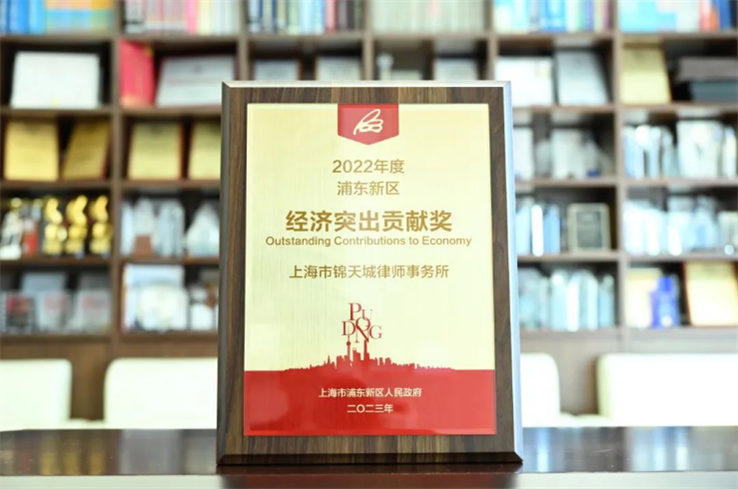 2022年度
浦东新区
经济突出贡献奖
Outstanding Contributions to Economy
上海市锦天城律师事务所
PU
DONG
上海市浦东新区人民政府
二〇二三年